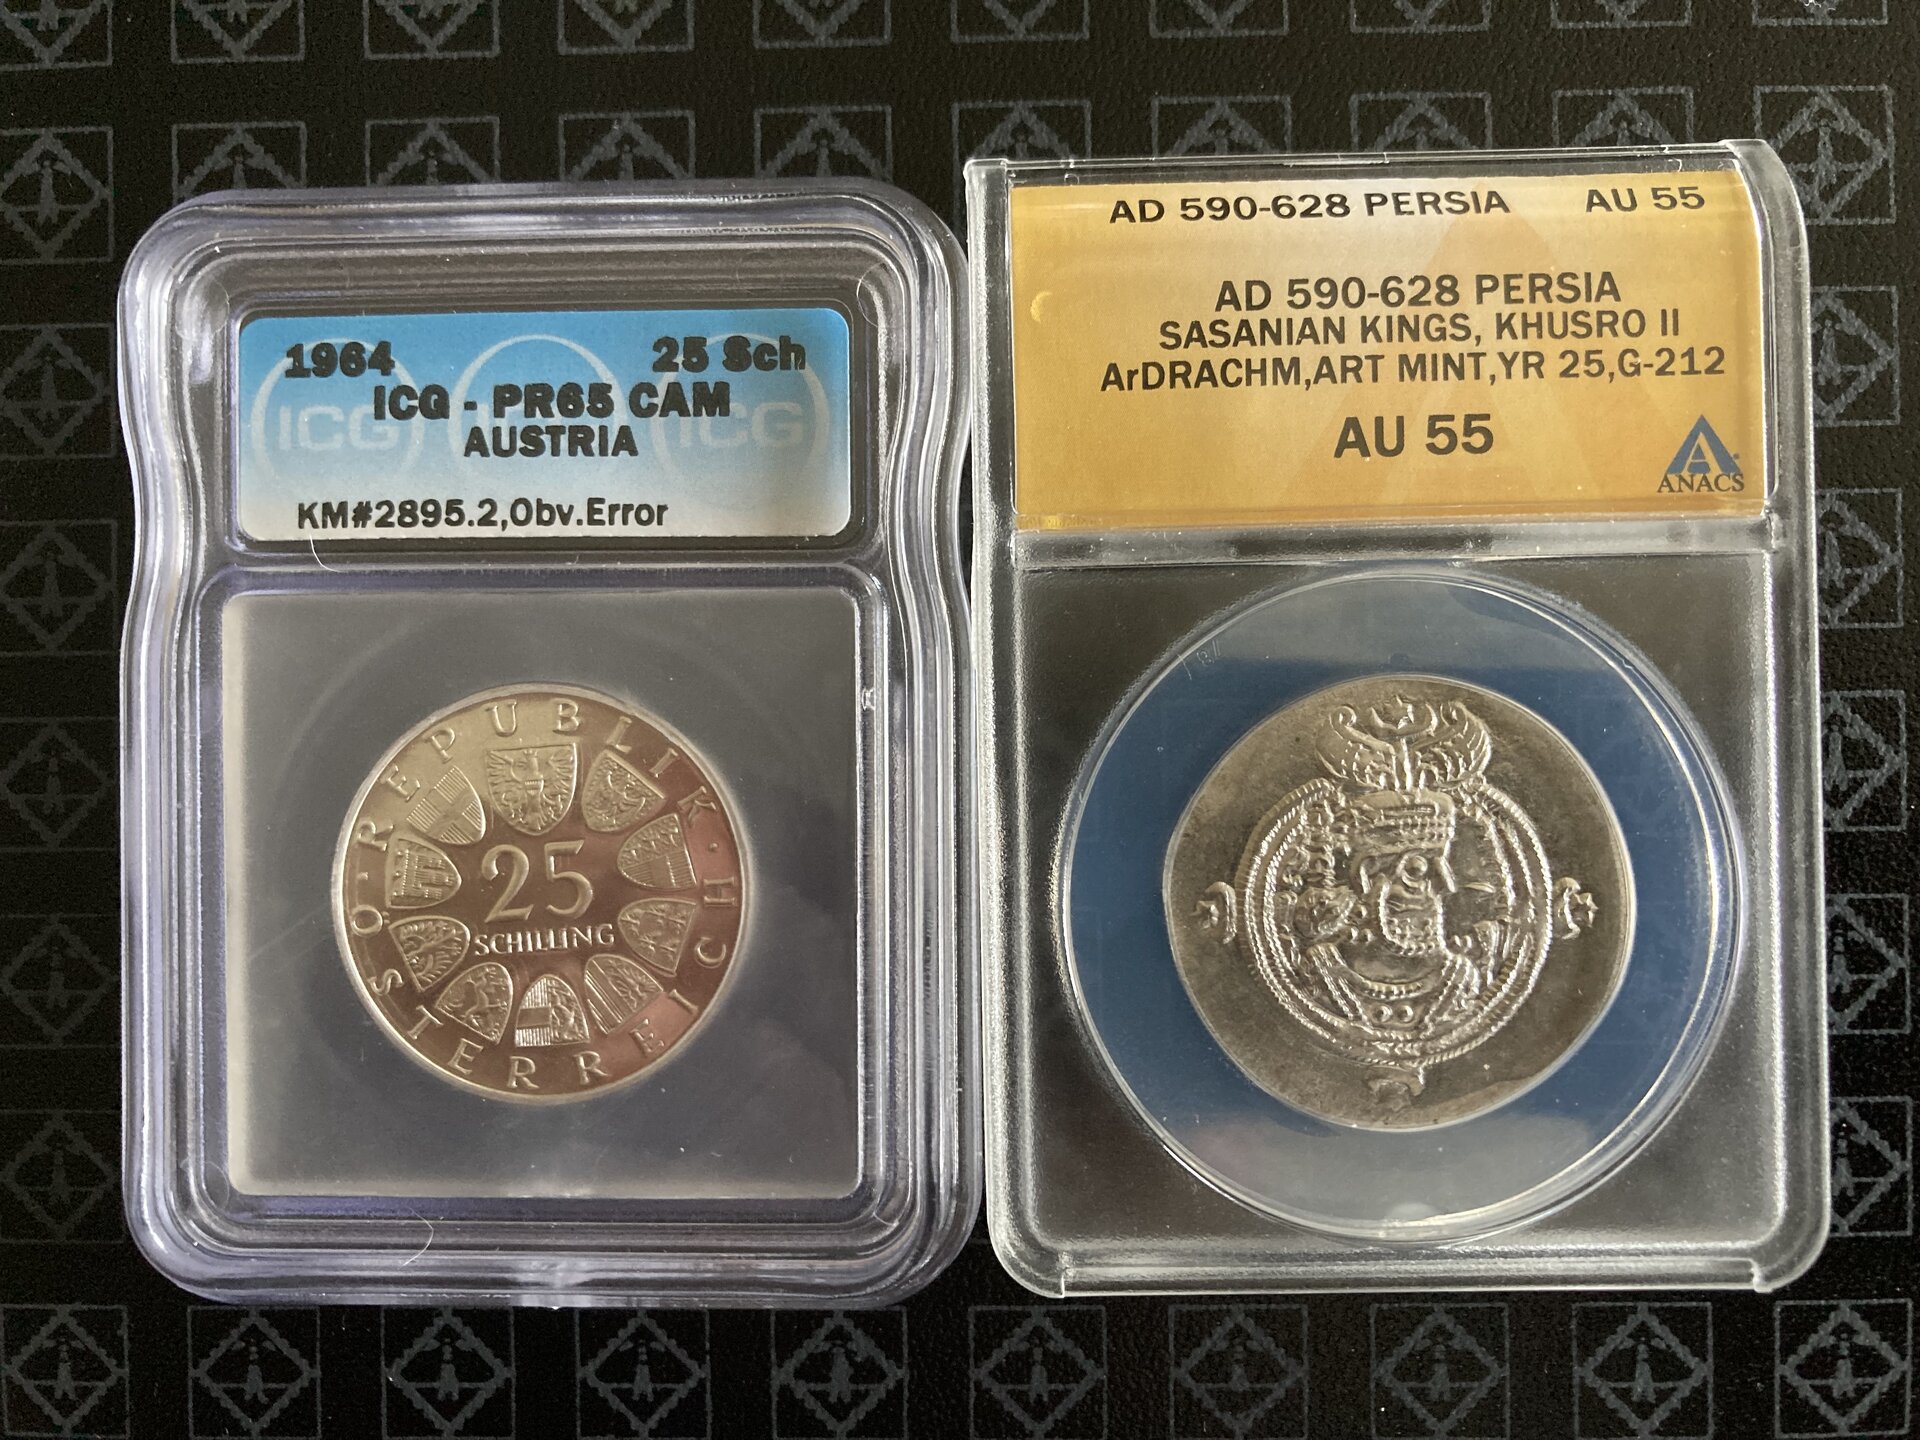 1964 25 Sch
ICG - PR65 CAM
AUSTRIA
KM#2895.2,Obv.Error
ICG ICG
REPUBLIK · ÖSTERREICH ·
25
SCHILLING
AD 590-628 PERSIA AU 55
AD 590-628 PERSIA
SASANIAN KINGS, KHUSRO II
ArDRACHM,ART MINT,YR 25,G-212
AU 55
ANACS